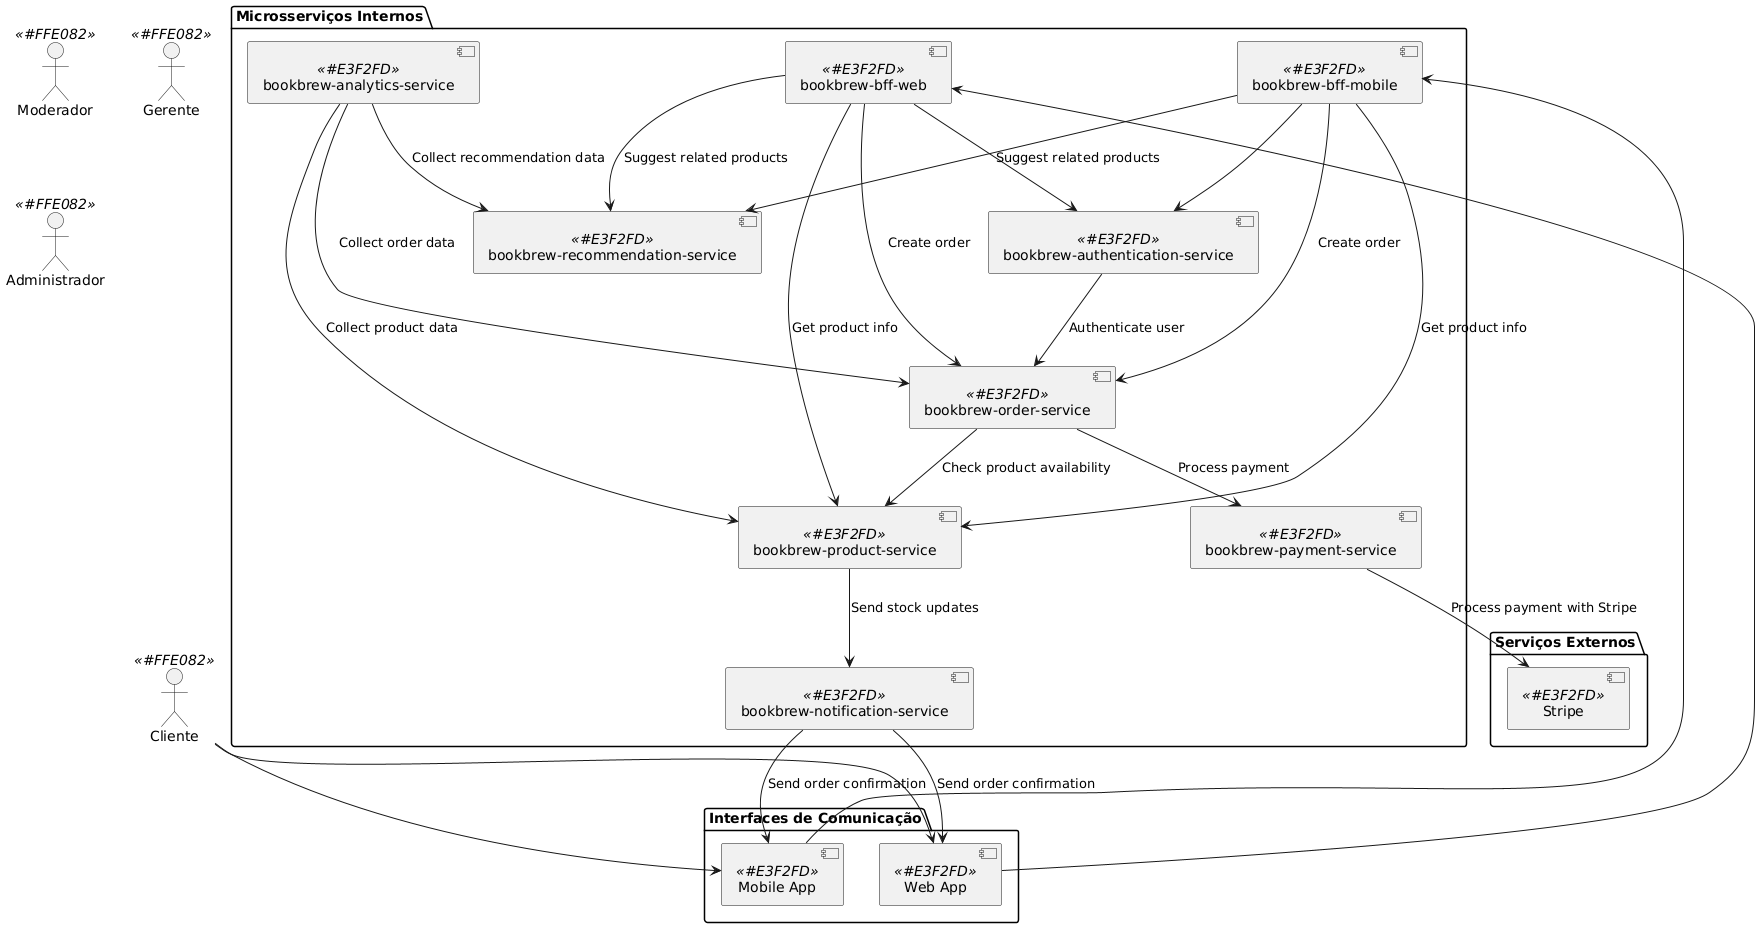 Microsserviços Internos
«#FFE082»
Moderador
«#FFE082»
Gerente
«#E3F2FD»
bookbrew-analytics-service
«#E3F2FD»
bookbrew-bff-web
«#E3F2FD»
bookbrew-bff-mobile
Collect recommendation data
Suggest related products
Suggest related products
«#FFE082»
Administrador
«#E3F2FD»
bookbrew-recommendation-service
«#E3F2FD»
bookbrew-authentication-service
Collect order data
Create order
Create order
Collect product data
Get product info
Authenticate user
Get product info
«#E3F2FD»
bookbrew-order-service
Check product availability
Process payment
«#E3F2FD»
bookbrew-product-service
«#E3F2FD»
bookbrew-payment-service
Send stock updates
Process payment with Stripe
Serviços Externos
«#E3F2FD»
Stripe
«#FFE082»
Cliente
«#E3F2FD»
bookbrew-notification-service
Send order confirmation
Send order confirmation
Interfaces de Comunicação
«#E3F2FD»
Mobile App
«#E3F2FD»
Web App